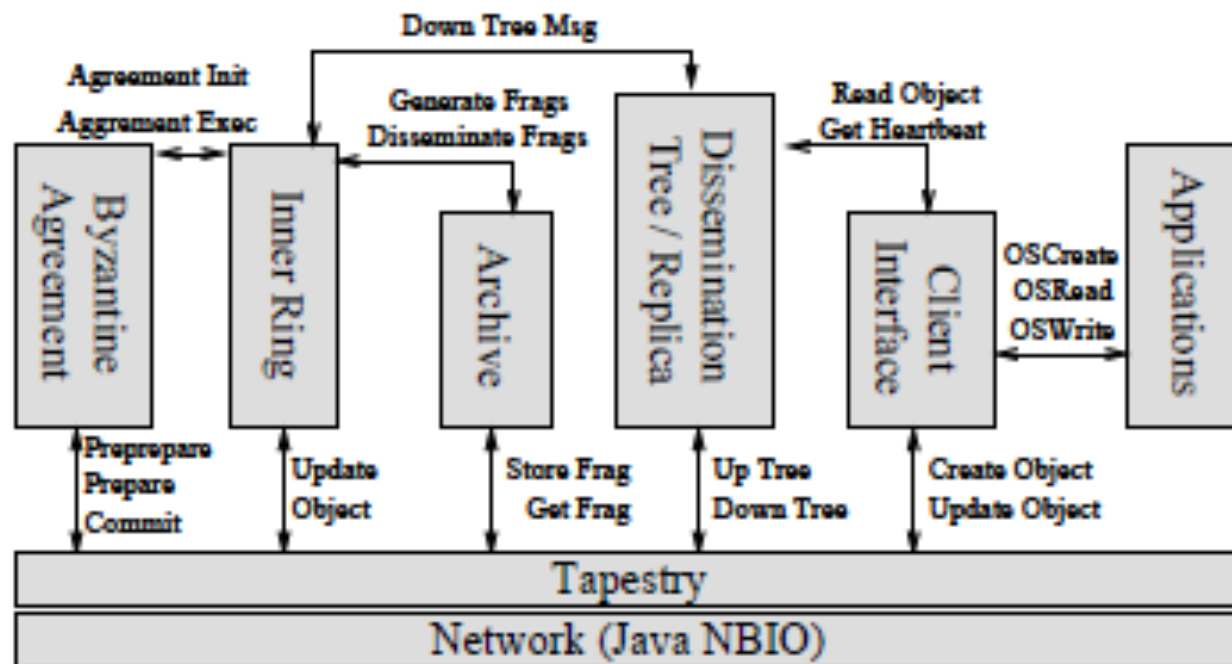 Down Tree Msg
Agreement Init
Aggrement Exec
Generate Frags
Disseminate Frags
Read Object
Get Heartbeat
Byzantine
Agreement
Inner Ring
Archive
Dissemination
Tree / Replica
Client
Interface
OSCreate
OSRead
OSWrite
Applications
Preprepare
Prepare
Commit
Update
Object
Store Frag
Get Frag
Up Tree
Down Tree
Create Object
Update Object
Tapestry
Network (Java NBIO)